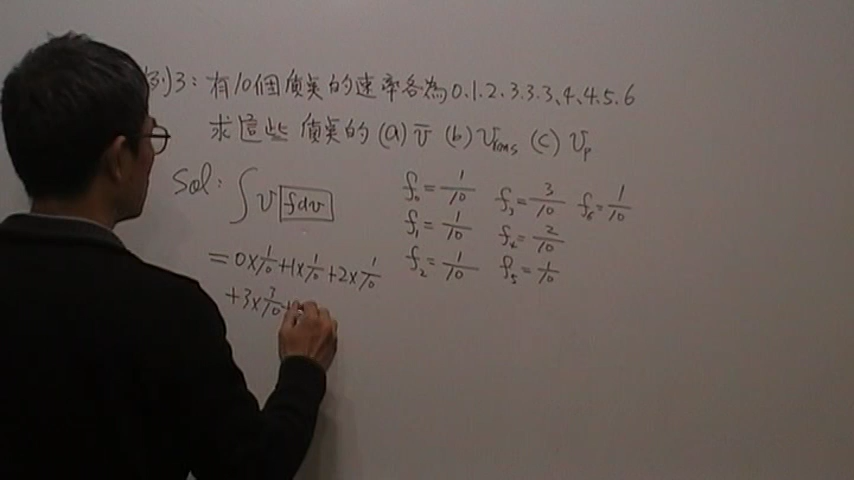 例3：有10個質點的速率各為0.1.2.3.3.3、4、4.5.6
求這些質點的(a) v̄ (b) Vrms (c) Vp
Sol: ∫v fdv
= 0×1/10+1×1/10+2×1/10
+3×3/10+
f₀=1/10
f₁=1/10
f₂=1/10
f₃=3/10
f₄=2/10
f₅=1/10
f₆=1/10